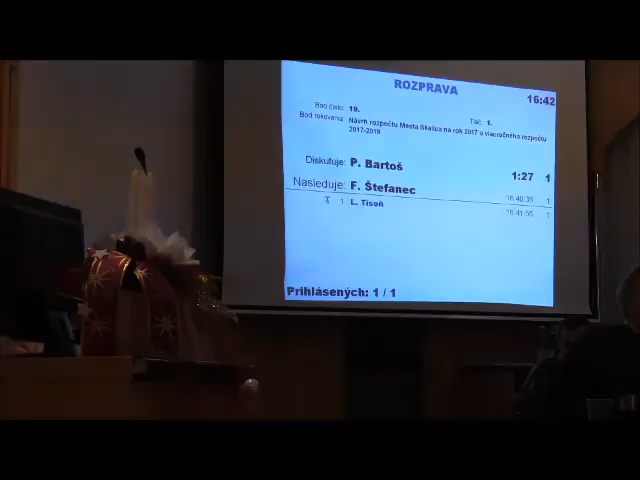 ROZPRAVA
16:42
Bod číslo: 19. Tlač: 1.
Bod rokovania: Návrh rozpočtu Mesta Skalica na rok 2017 a viacročného rozpočtu
2017-2019
Diskutuje: P. Bartoš 1:27 1
Nasleduje: F. Štefanec 16:40:35 1
1 L. Tisoň 16:41:55 1
Prihlásených: 1 / 1